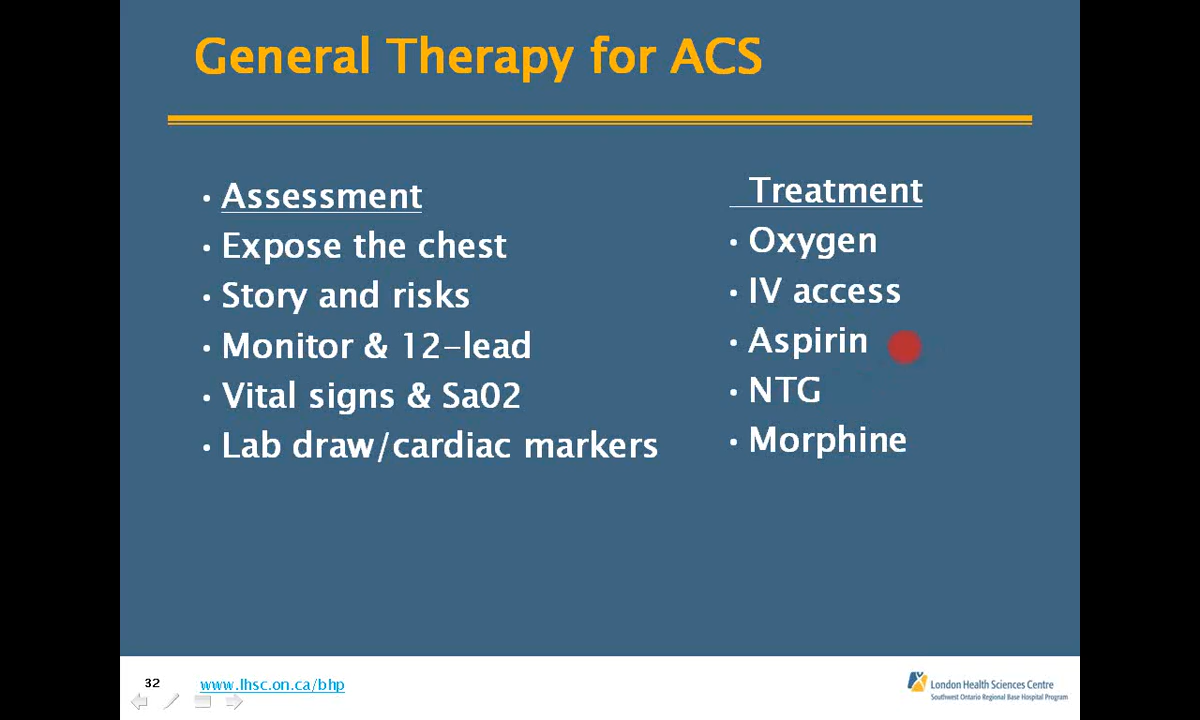 General Therapy for ACS
• Assessment
• Expose the chest
• Story and risks
• Monitor & 12-lead
• Vital signs & Sa02
• Lab draw/cardiac markers
Treatment
• Oxygen
• IV access
• Aspirin
• NTG
• Morphine
32
www.lhsc.on.ca/bhp
London Health Sciences Centre
Southwest Ontario Regional Base Hospital Program